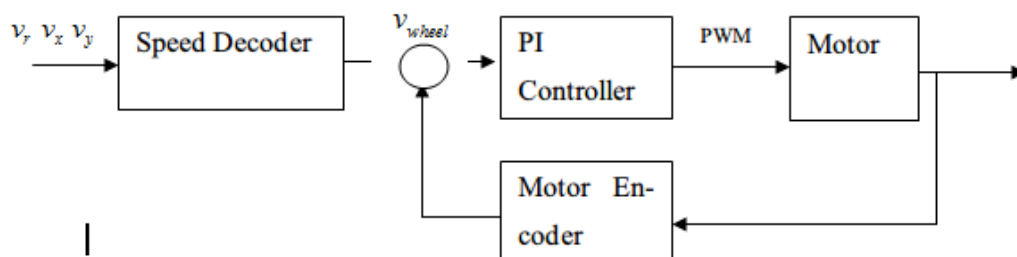 v_r v_x v_y
Speed Decoder
v_wheel
PI
Controller
PWM
Motor
Motor En-
coder